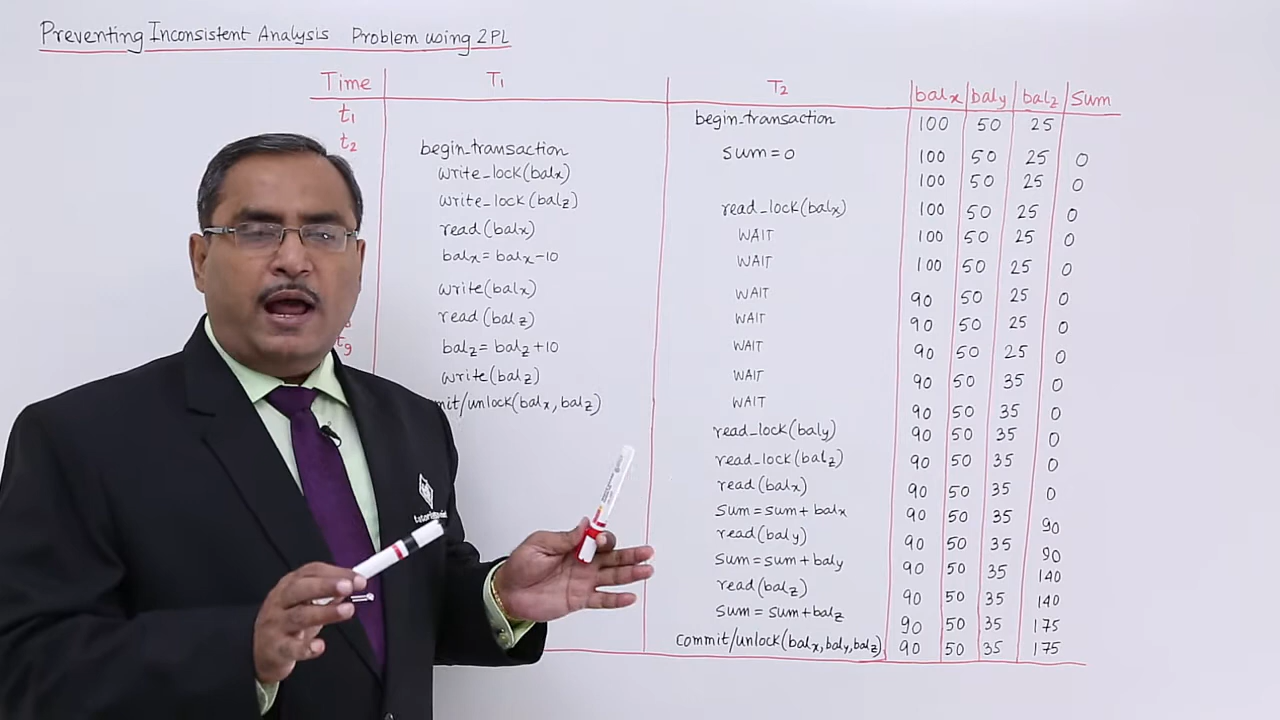 Preventing Inconsistent Analysis Problem using 2PL
Time T1 T2 balx baly balz Sum
t1 begin_transaction 100 50 25
t2 begin_transaction sum=0 100 50 25 0
write_lock(balx) 100 50 25 0
write_lock(balz) read_lock(balx) 100 50 25 0
read(balx) WAIT 100 50 25 0
balx=balx-10 WAIT 100 50 25 0
write(balx) WAIT 90 50 25 0
read(balz) WAIT 90 50 25 0
t9 balz=balz+10 WAIT 90 50 25 0
write(balz) WAIT 90 50 35 0
mit/unlock(balx,balz) WAIT 90 50 35 0
read_lock(baly) 90 50 35 0
read_lock(balz) 90 50 35 0
read(balx) 90 50 35 0
sum=sum+balx 90 50 35 90
read(baly) 90 50 35 90
sum=sum+baly 90 50 35 140
read(balz) 90 50 35 140
sum=sum+balz 90 50 35 175
commit/unlock(balx,baly,balz) 90 50 35 175